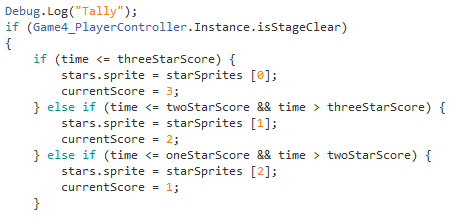 Debug.Log("Tally");
if (Game4_PlayerController.Instance.isStageClear)
{
if (time <= threeStarScore) {
stars.sprite = starSprites [0];
currentScore = 3;
} else if (time <= twoStarScore && time > threeStarScore) {
stars.sprite = starSprites [1];
currentScore = 2;
} else if (time <= oneStarScore && time > twoStarScore) {
stars.sprite = starSprites [2];
currentScore = 1;
}